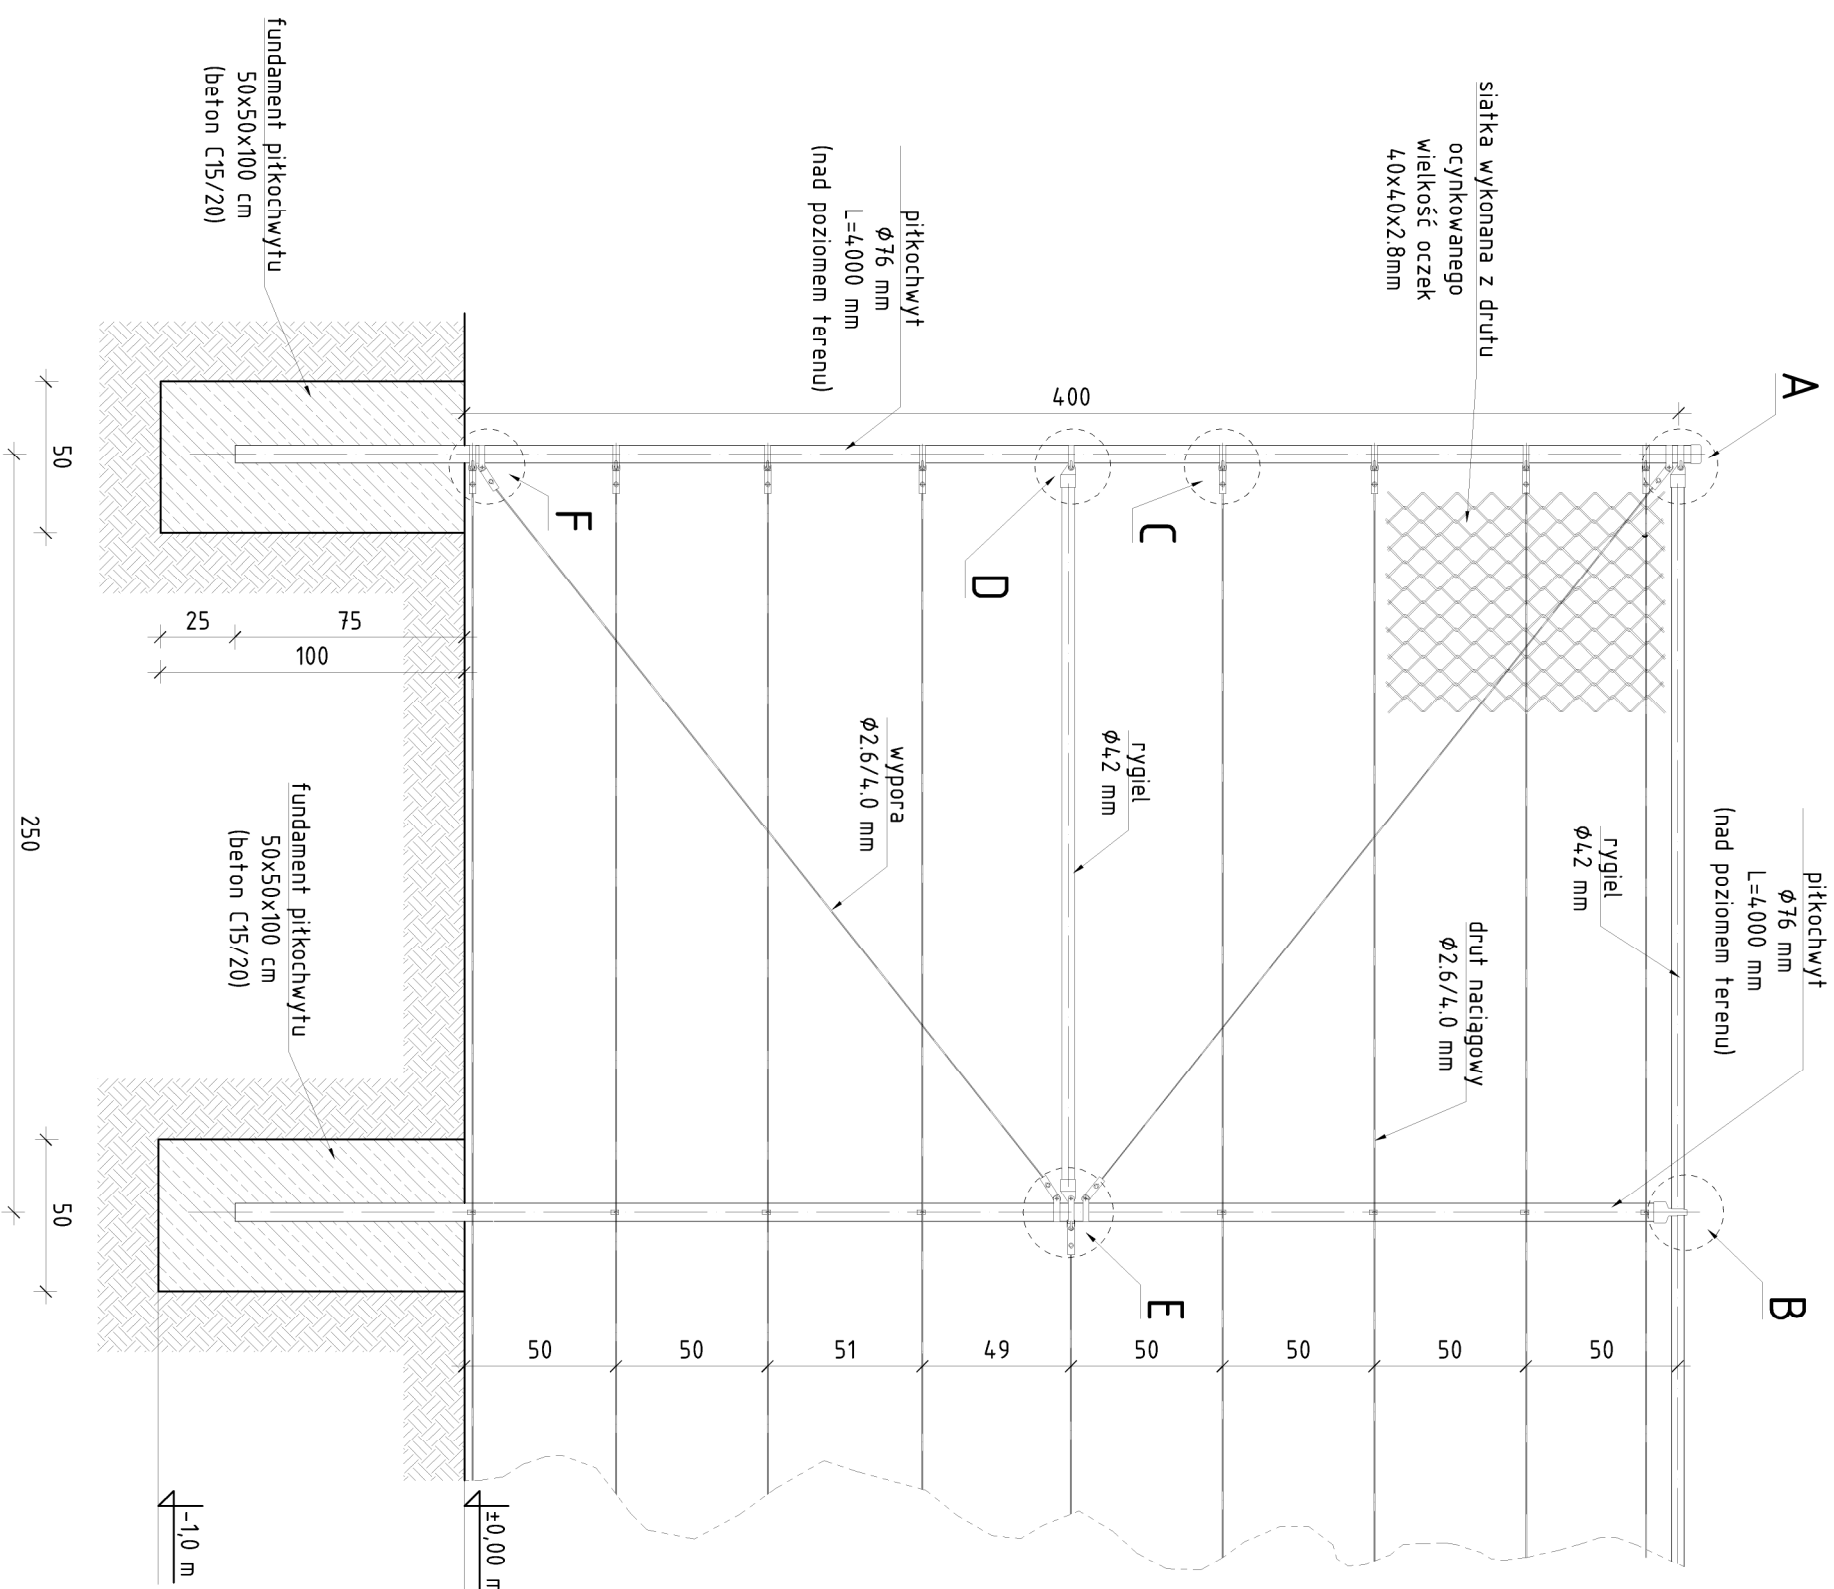 A
B
siatka wykonana z drutu
ocynkowanego
wielkość oczek
40x40x2.8mm
piłkochwyt
ϕ76 mm
L=4000 mm
(nad poziomem terenu)
rygiel
ϕ42 mm
drut naciągowy
ϕ2.6/4.0 mm
C
D
E
F
400
piłkochwyt
ϕ76 mm
L=4000 mm
(nad poziomem terenu)
rygiel
ϕ42 mm
wypora
ϕ2.6/4.0 mm
50
50
50
50
49
51
50
50
±0,00 m
fundament piłkochwytu
50x50x100 cm
(beton C15/20)
75
25
100
fundament piłkochwytu
50x50x100 cm
(beton C15/20)
-1,0 m
50
50
250